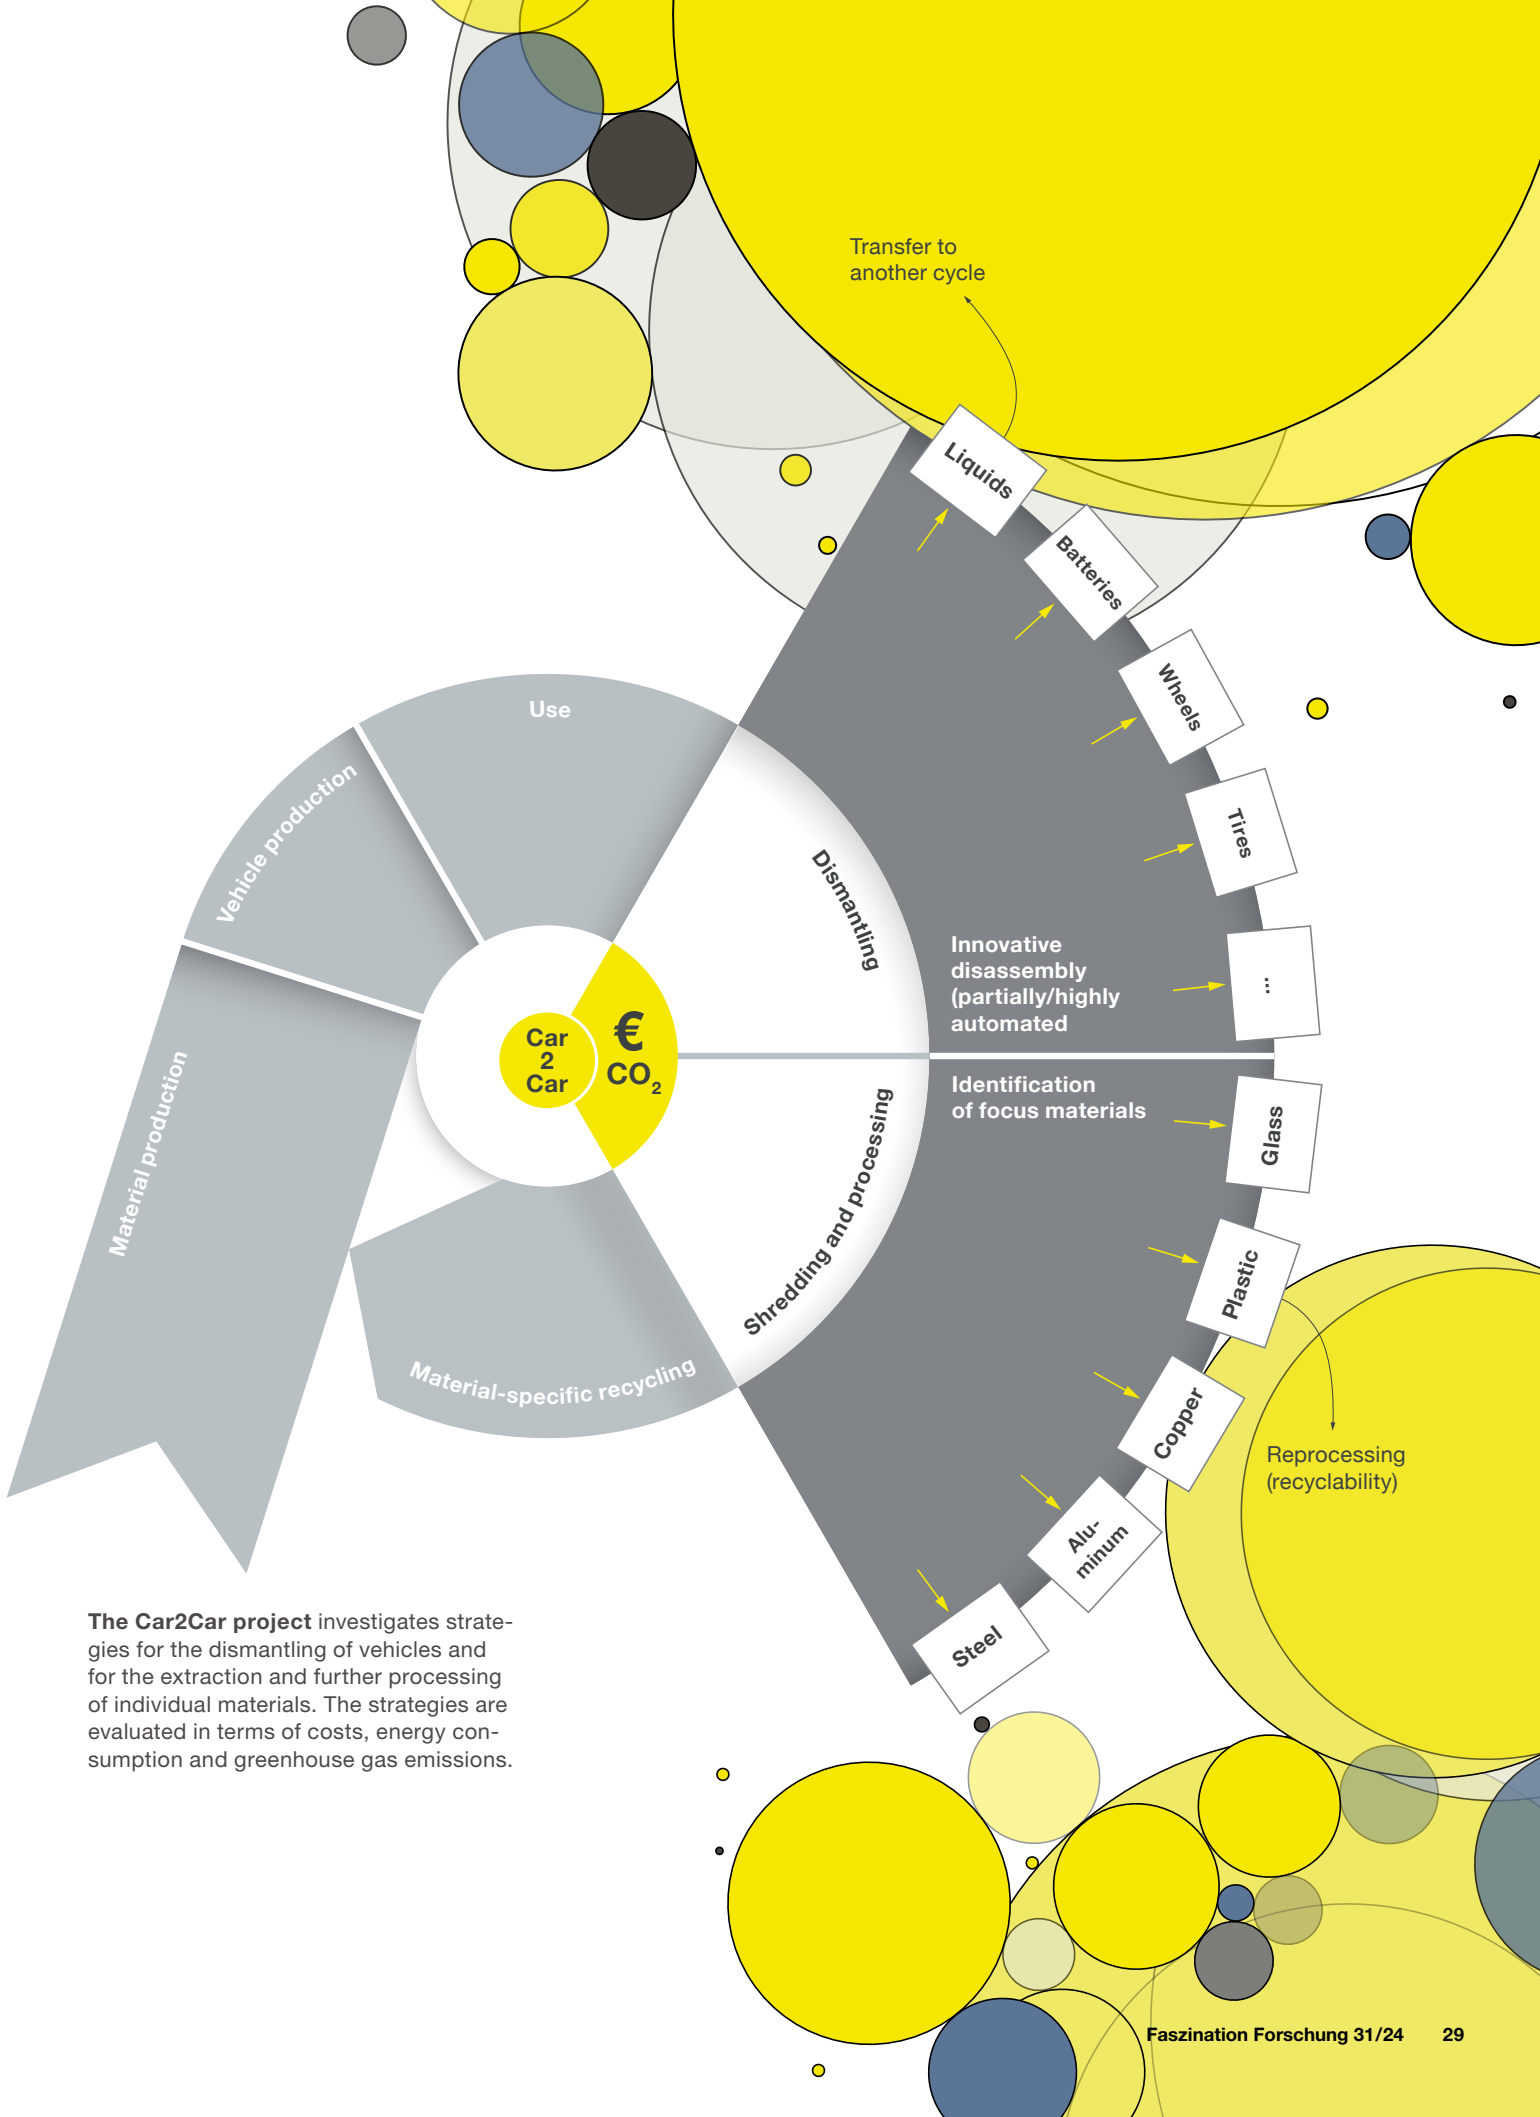 Transfer to
another cycle
Liquids
Batteries
Wheels
Tires
...
Use
Vehicle production
Material production
Dismantling
Innovative
disassembly
(partially/highly
automated
Car
2
Car
€
CO₂
Identification
of focus materials
Shredding and processing
Material-specific recycling
Glass
Plastic
Copper
Alu-
minum
Steel
Reprocessing
(recyclability)
The Car2Car project investigates strate-
gies for the dismantling of vehicles and
for the extraction and further processing
of individual materials. The strategies are
evaluated in terms of costs, energy con-
sumption and greenhouse gas emissions.
Faszination Forschung 31/24 29